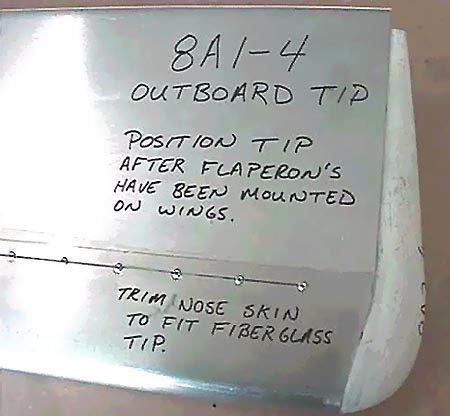 8A1-4
OUTBOARD TIP
POSITION TIP
AFTER FLAPERON'S
HAVE BEEN MOUNTED
ON WINGS.
TRIM NOSE SKIN
TO FIT FIBERGLASS
TIP.